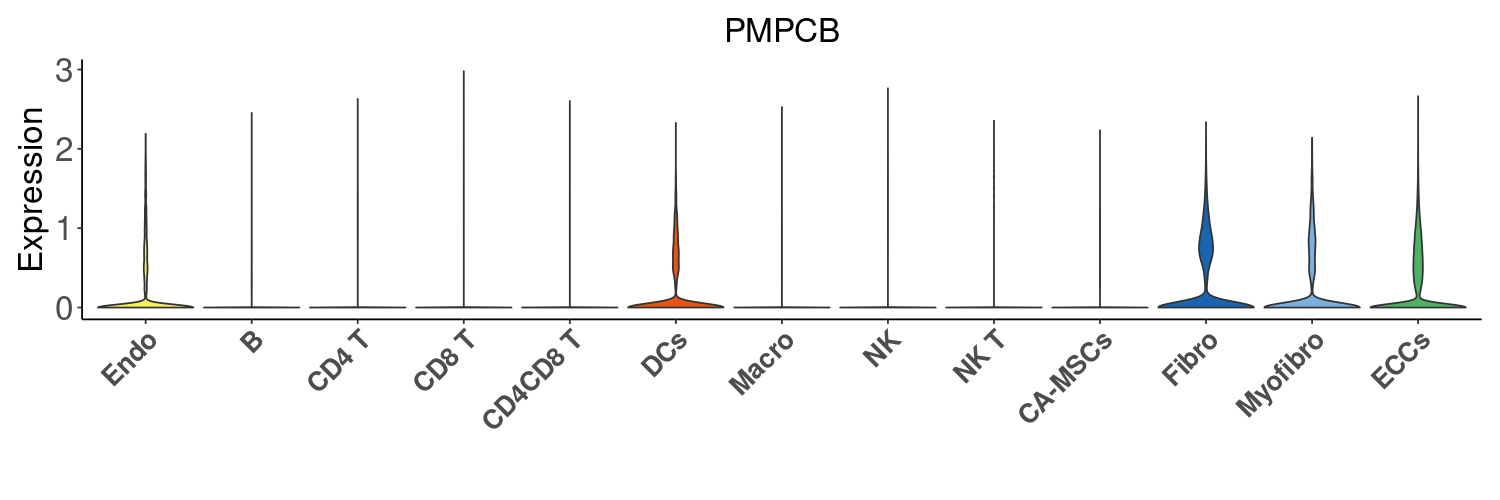 PMPCB
Expression
3
2
1
0
Endo
B
CD4 T
CD8 T
CD4CD8 T
DCs
Macro
NK
NK T
CA-MSCs
Fibro
Myofibro
ECCs